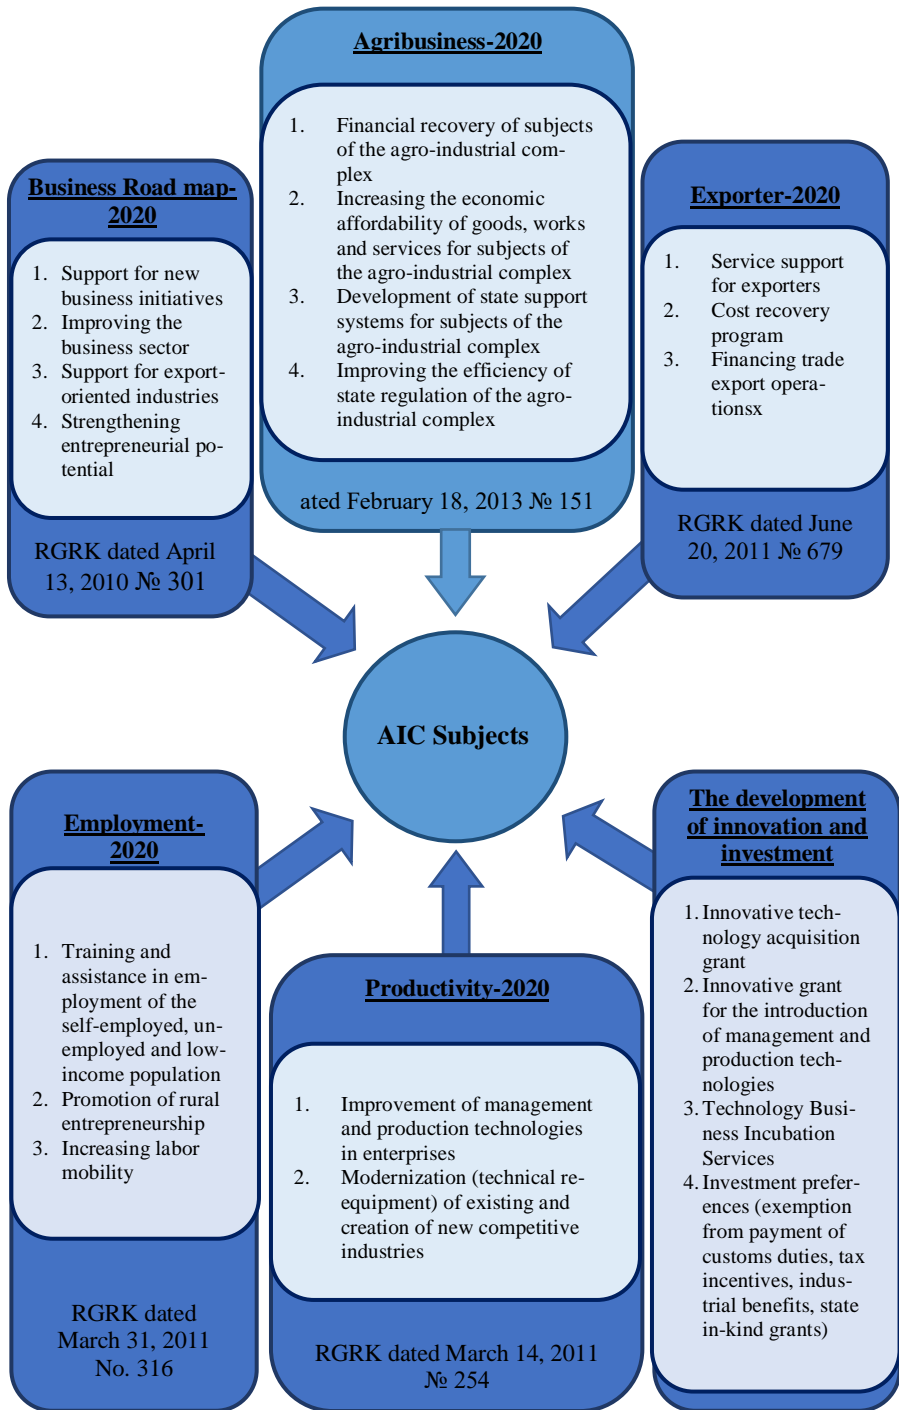 Agribusiness-2020
1. Financial recovery of subjects
of the agro-industrial com-
plex
2. Increasing the economic
affordability of goods, works
and services for subjects of
the agro-industrial complex
3. Development of state support
systems for subjects of the
agro-industrial complex
4. Improving the efficiency of
state regulation of the agro-
industrial complex
ated February 18, 2013 № 151
Business Road map-
2020
1. Support for new
business initiatives
2. Improving the
business sector
3. Support for export-
oriented industries
4. Strengthening
entrepreneurial po-
tential
RGRK dated April
13, 2010 № 301
Exporter-2020
1. Service support
for exporters
2. Cost recovery
program
3. Financing trade
export opera-
tionsx
RGRK dated June
20, 2011 № 679
AIC Subjects
Employment-
2020
1. Training and
assistance in em-
ployment of the
self-employed, un-
employed and low-
income population
2. Promotion of rural
entrepreneurship
3. Increasing labor
mobility
RGRK dated
March 31, 2011
No. 316
Productivity-2020
1. Improvement of management
and production technologies
in enterprises
2. Modernization (technical re-
equipment) of existing and
creation of new competitive
industries
RGRK dated March 14, 2011
№ 254
The development
of innovation and
investment
1. Innovative tech-
nology acquisition
grant
2. Innovative grant
for the introduction
of management and
production tech-
nologies
3. Technology Busi-
ness Incubation
Services
4. Investment prefer-
ences (exemption
from payment of
customs duties, tax
incentives, indus-
trial benefits, state
in-kind grants)